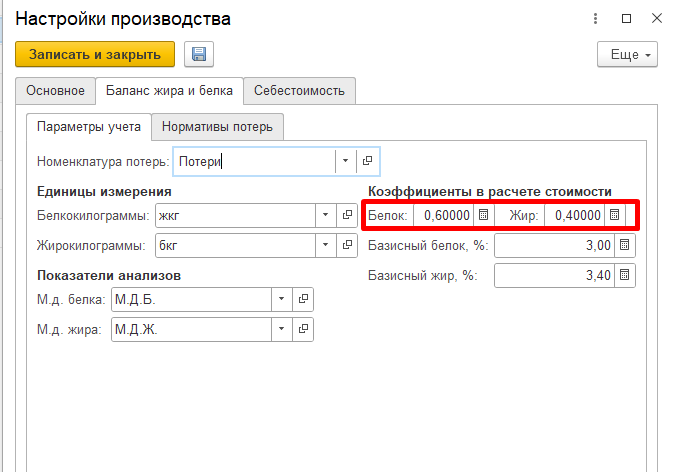 Настройки производства
Записать и закрыть Еще
Основное Баланс жира и белка Себестоимость
Параметры учета Нормативы потерь
Номенклатура потерь: Потери
Единицы измерения Коэффициенты в расчете стоимости
Белкокилограммы: жкг Белок: 0,60000 Жир: 0,40000
Жирокилограммы: бкг Базисный белок, %: 3,00
Показатели анализов Базисный жир, %: 3,40
М.д. белка: М.Д.Б.
М.д. жира: М.Д.Ж.